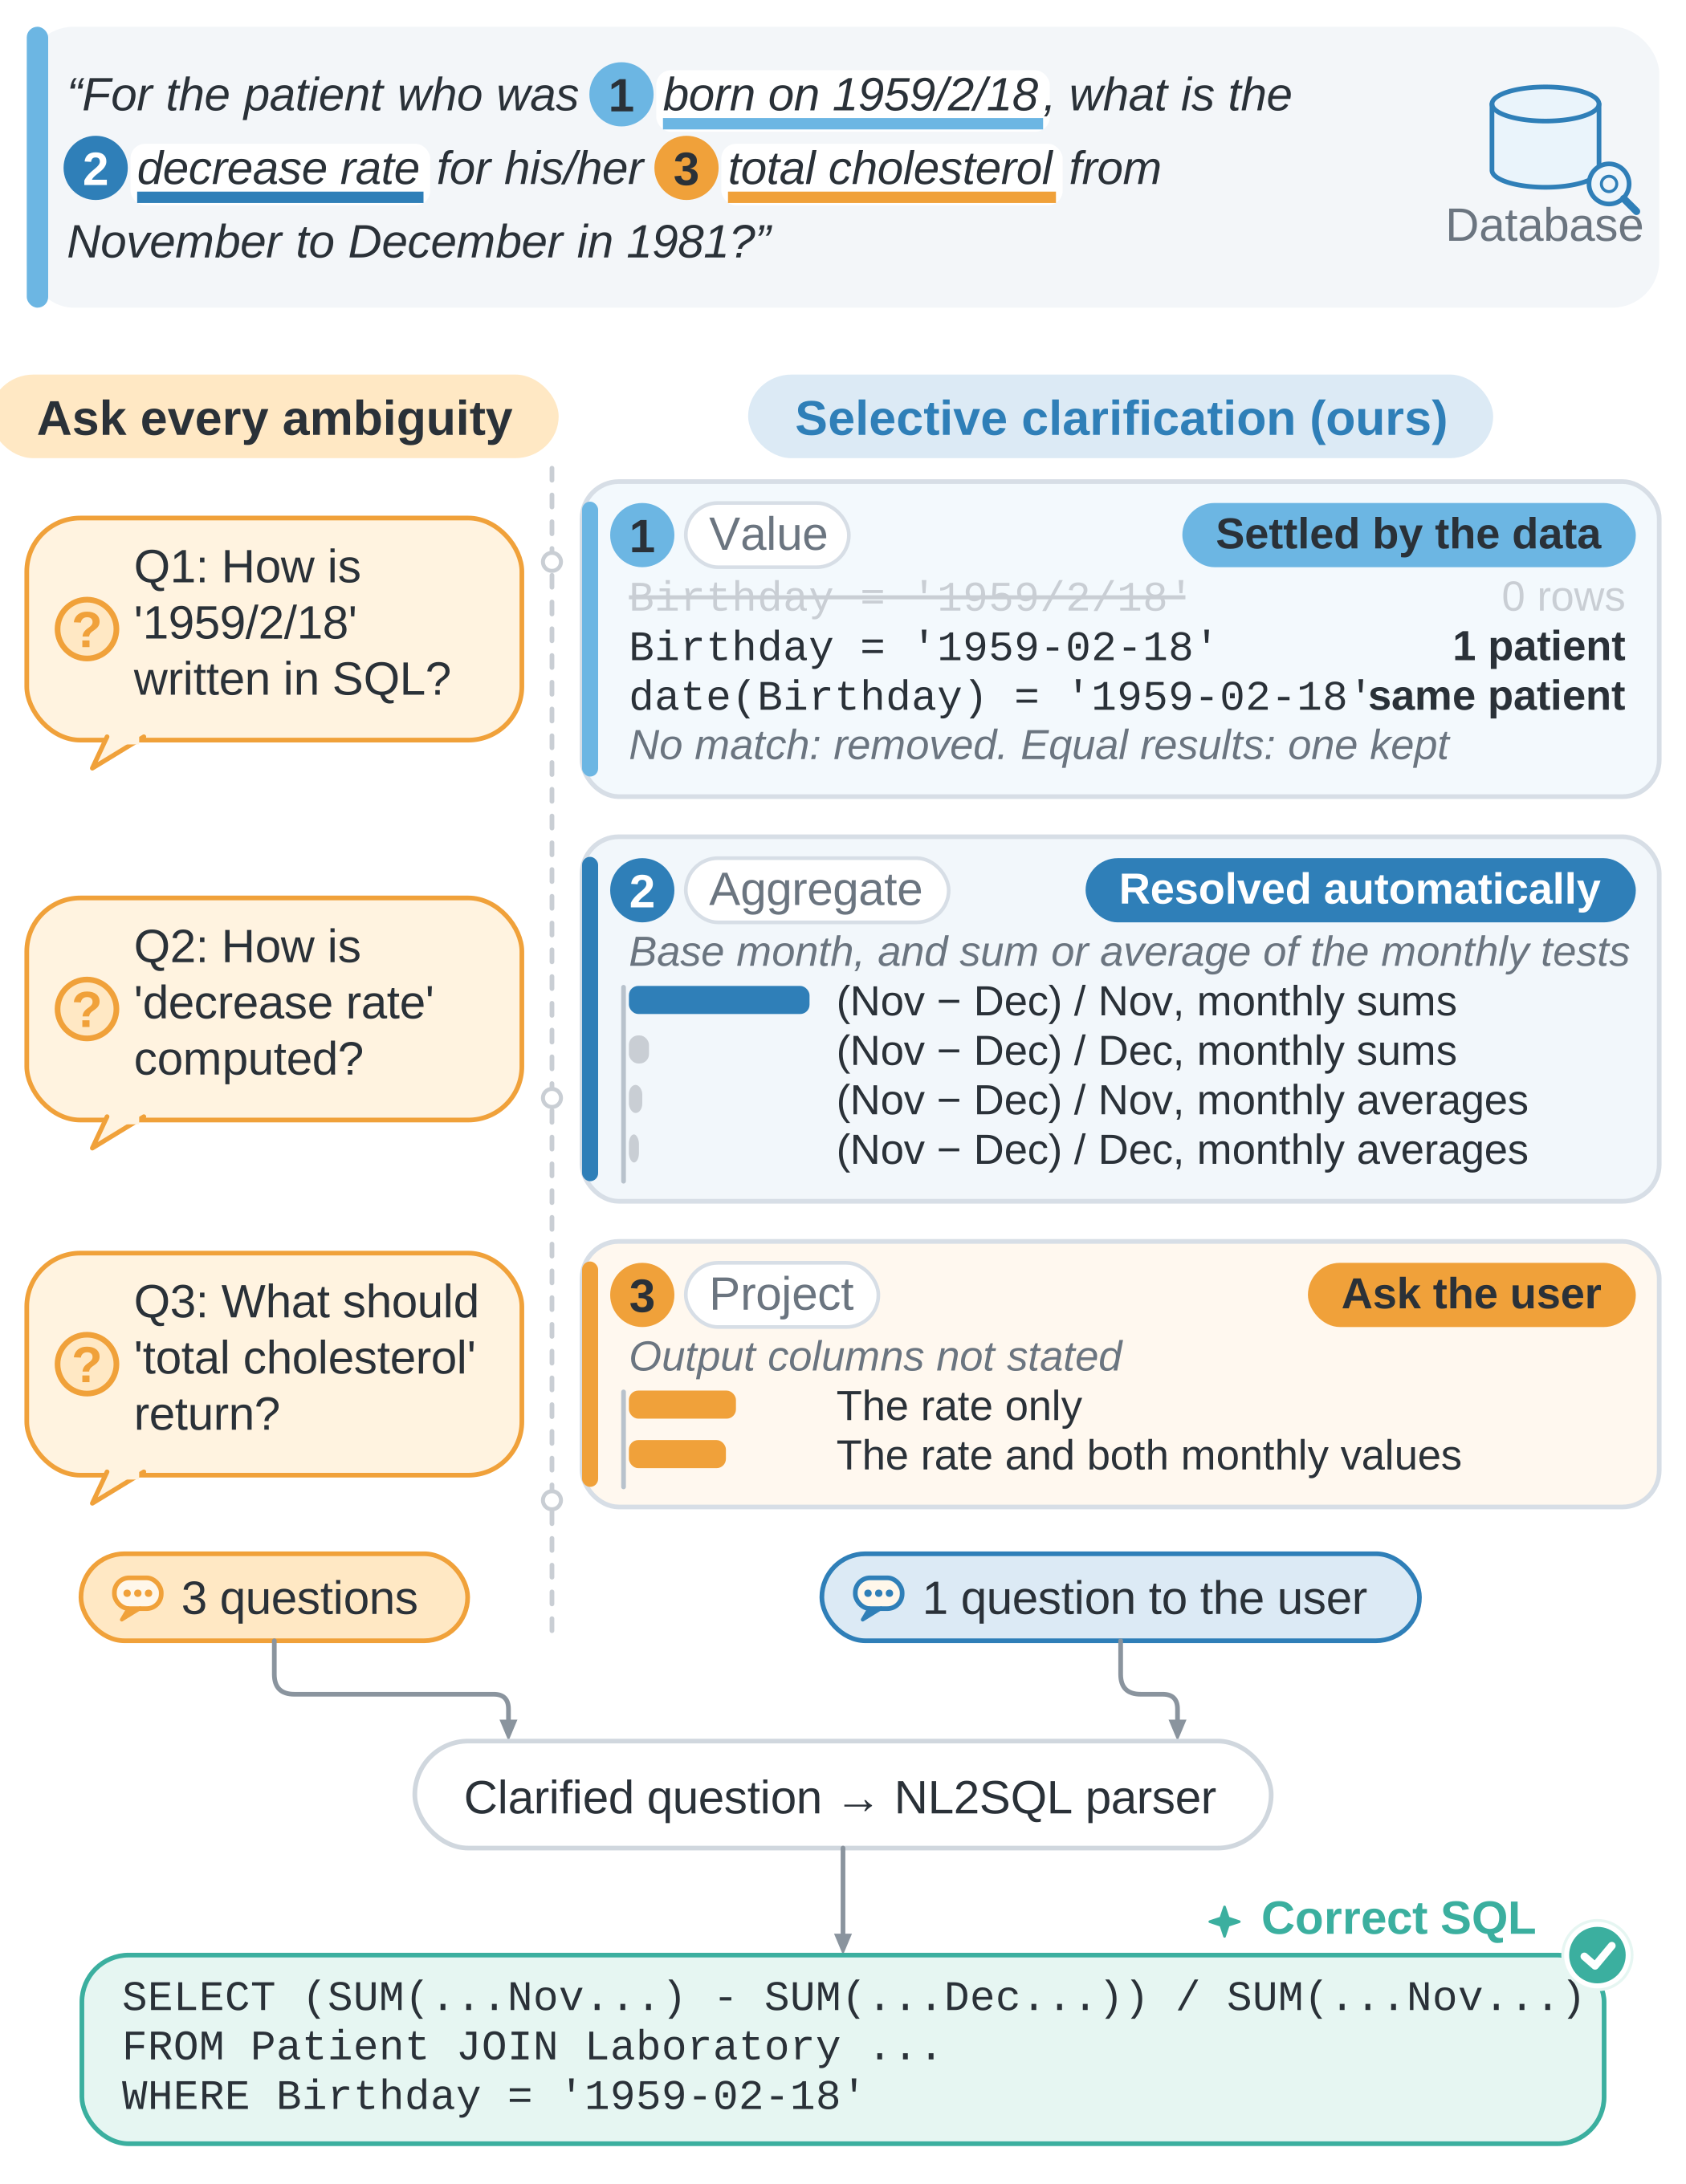 “For the patient who was 1 born on 1959/2/18, what is the
2 decrease rate for his/her 3 total cholesterol from
November to December in 1981?”
Database
Ask every ambiguity
Q1: How is
'1959/2/18'
written in SQL?
?
Q2: How is
'decrease rate'
computed?
?
Q3: What should
'total cholesterol'
return?
?
3 questions
Selective clarification (ours)
1 Value Settled by the data
Birthday = '1959/2/18' 0 rows
Birthday = '1959-02-18' 1 patient
date(Birthday) = '1959-02-18' same patient
No match: removed. Equal results: one kept
2 Aggregate Resolved automatically
Base month, and sum or average of the monthly tests
(Nov − Dec) / Nov, monthly sums
(Nov − Dec) / Dec, monthly sums
(Nov − Dec) / Nov, monthly averages
(Nov − Dec) / Dec, monthly averages
3 Project Ask the user
Output columns not stated
The rate only
The rate and both monthly values
1 question to the user
Clarified question → NL2SQL parser
Correct SQL
SELECT (SUM(...Nov...) - SUM(...Dec...)) / SUM(...Nov...)
FROM Patient JOIN Laboratory ...
WHERE Birthday = '1959-02-18'